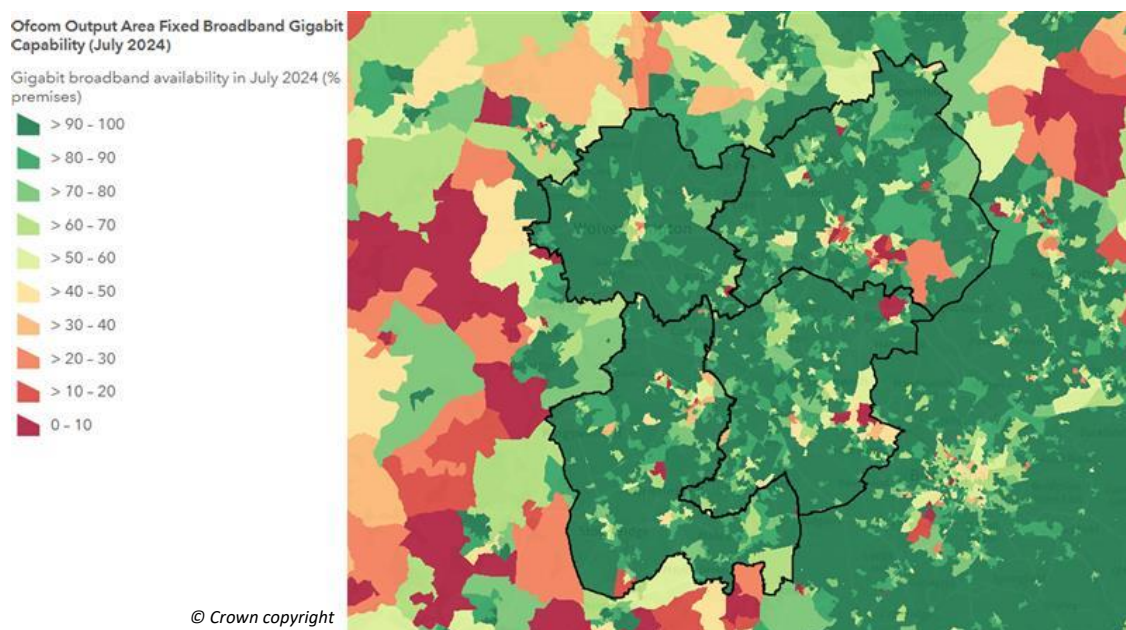 Ofcom Output Area Fixed Broadband Gigabit
Capability (July 2024)
Gigabit broadband availability in July 2024 (%
premises)
> 90 - 100
> 80 - 90
> 70 - 80
> 60 - 70
> 50 - 60
> 40 - 50
> 30 - 40
> 20 - 30
> 10 - 20
0 - 10
© Crown copyright